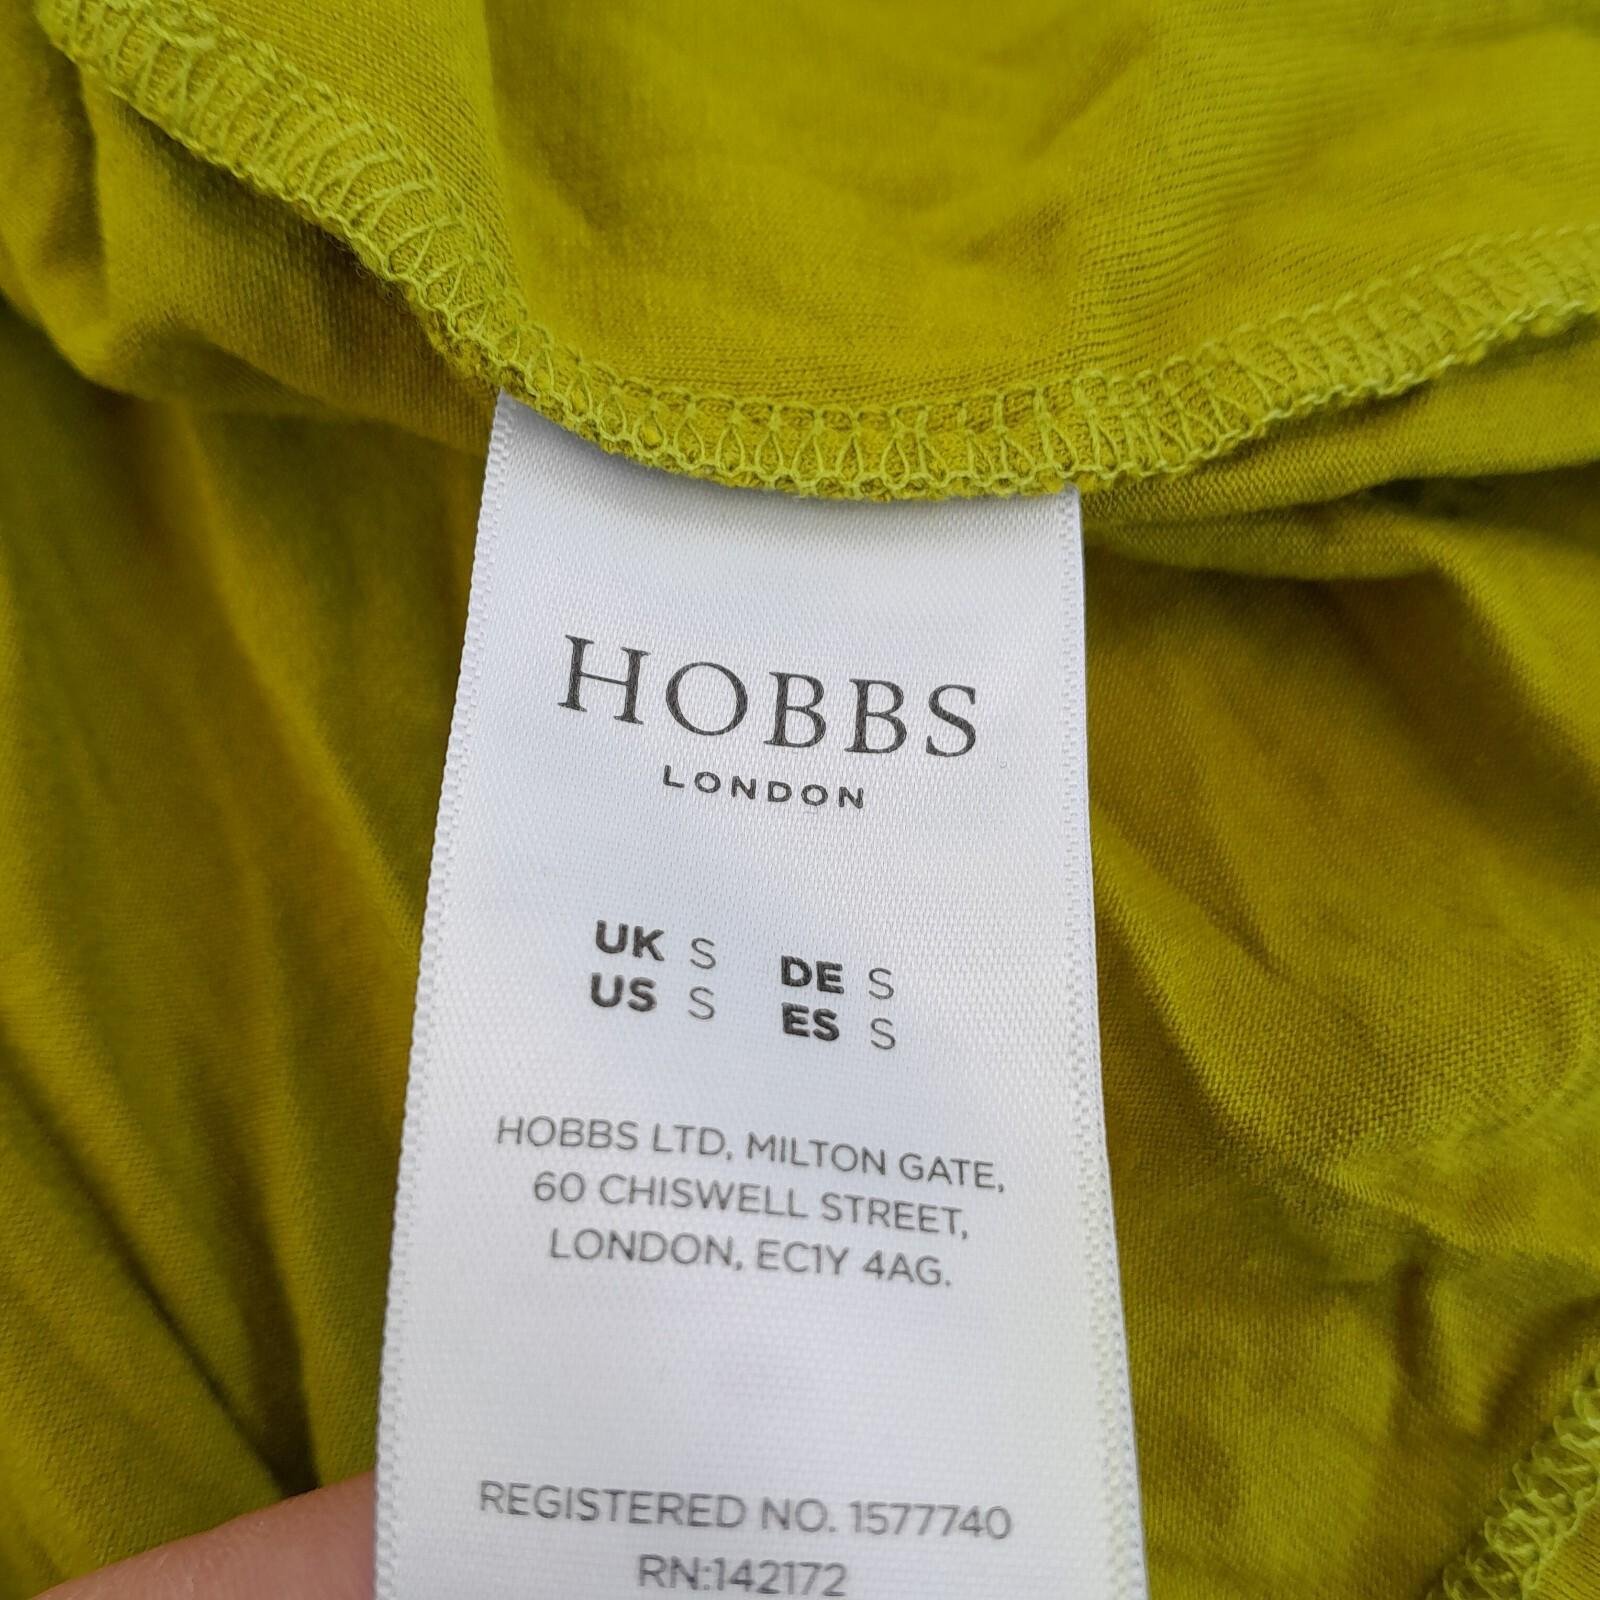 HOBBS
LONDON
UK S DE S
US S ES S
HOBBS LTD, MILTON GATE,
60 CHISWELL STREET,
LONDON, EC1Y 4AG.
REGISTERED NO. 1577740
RN:142172